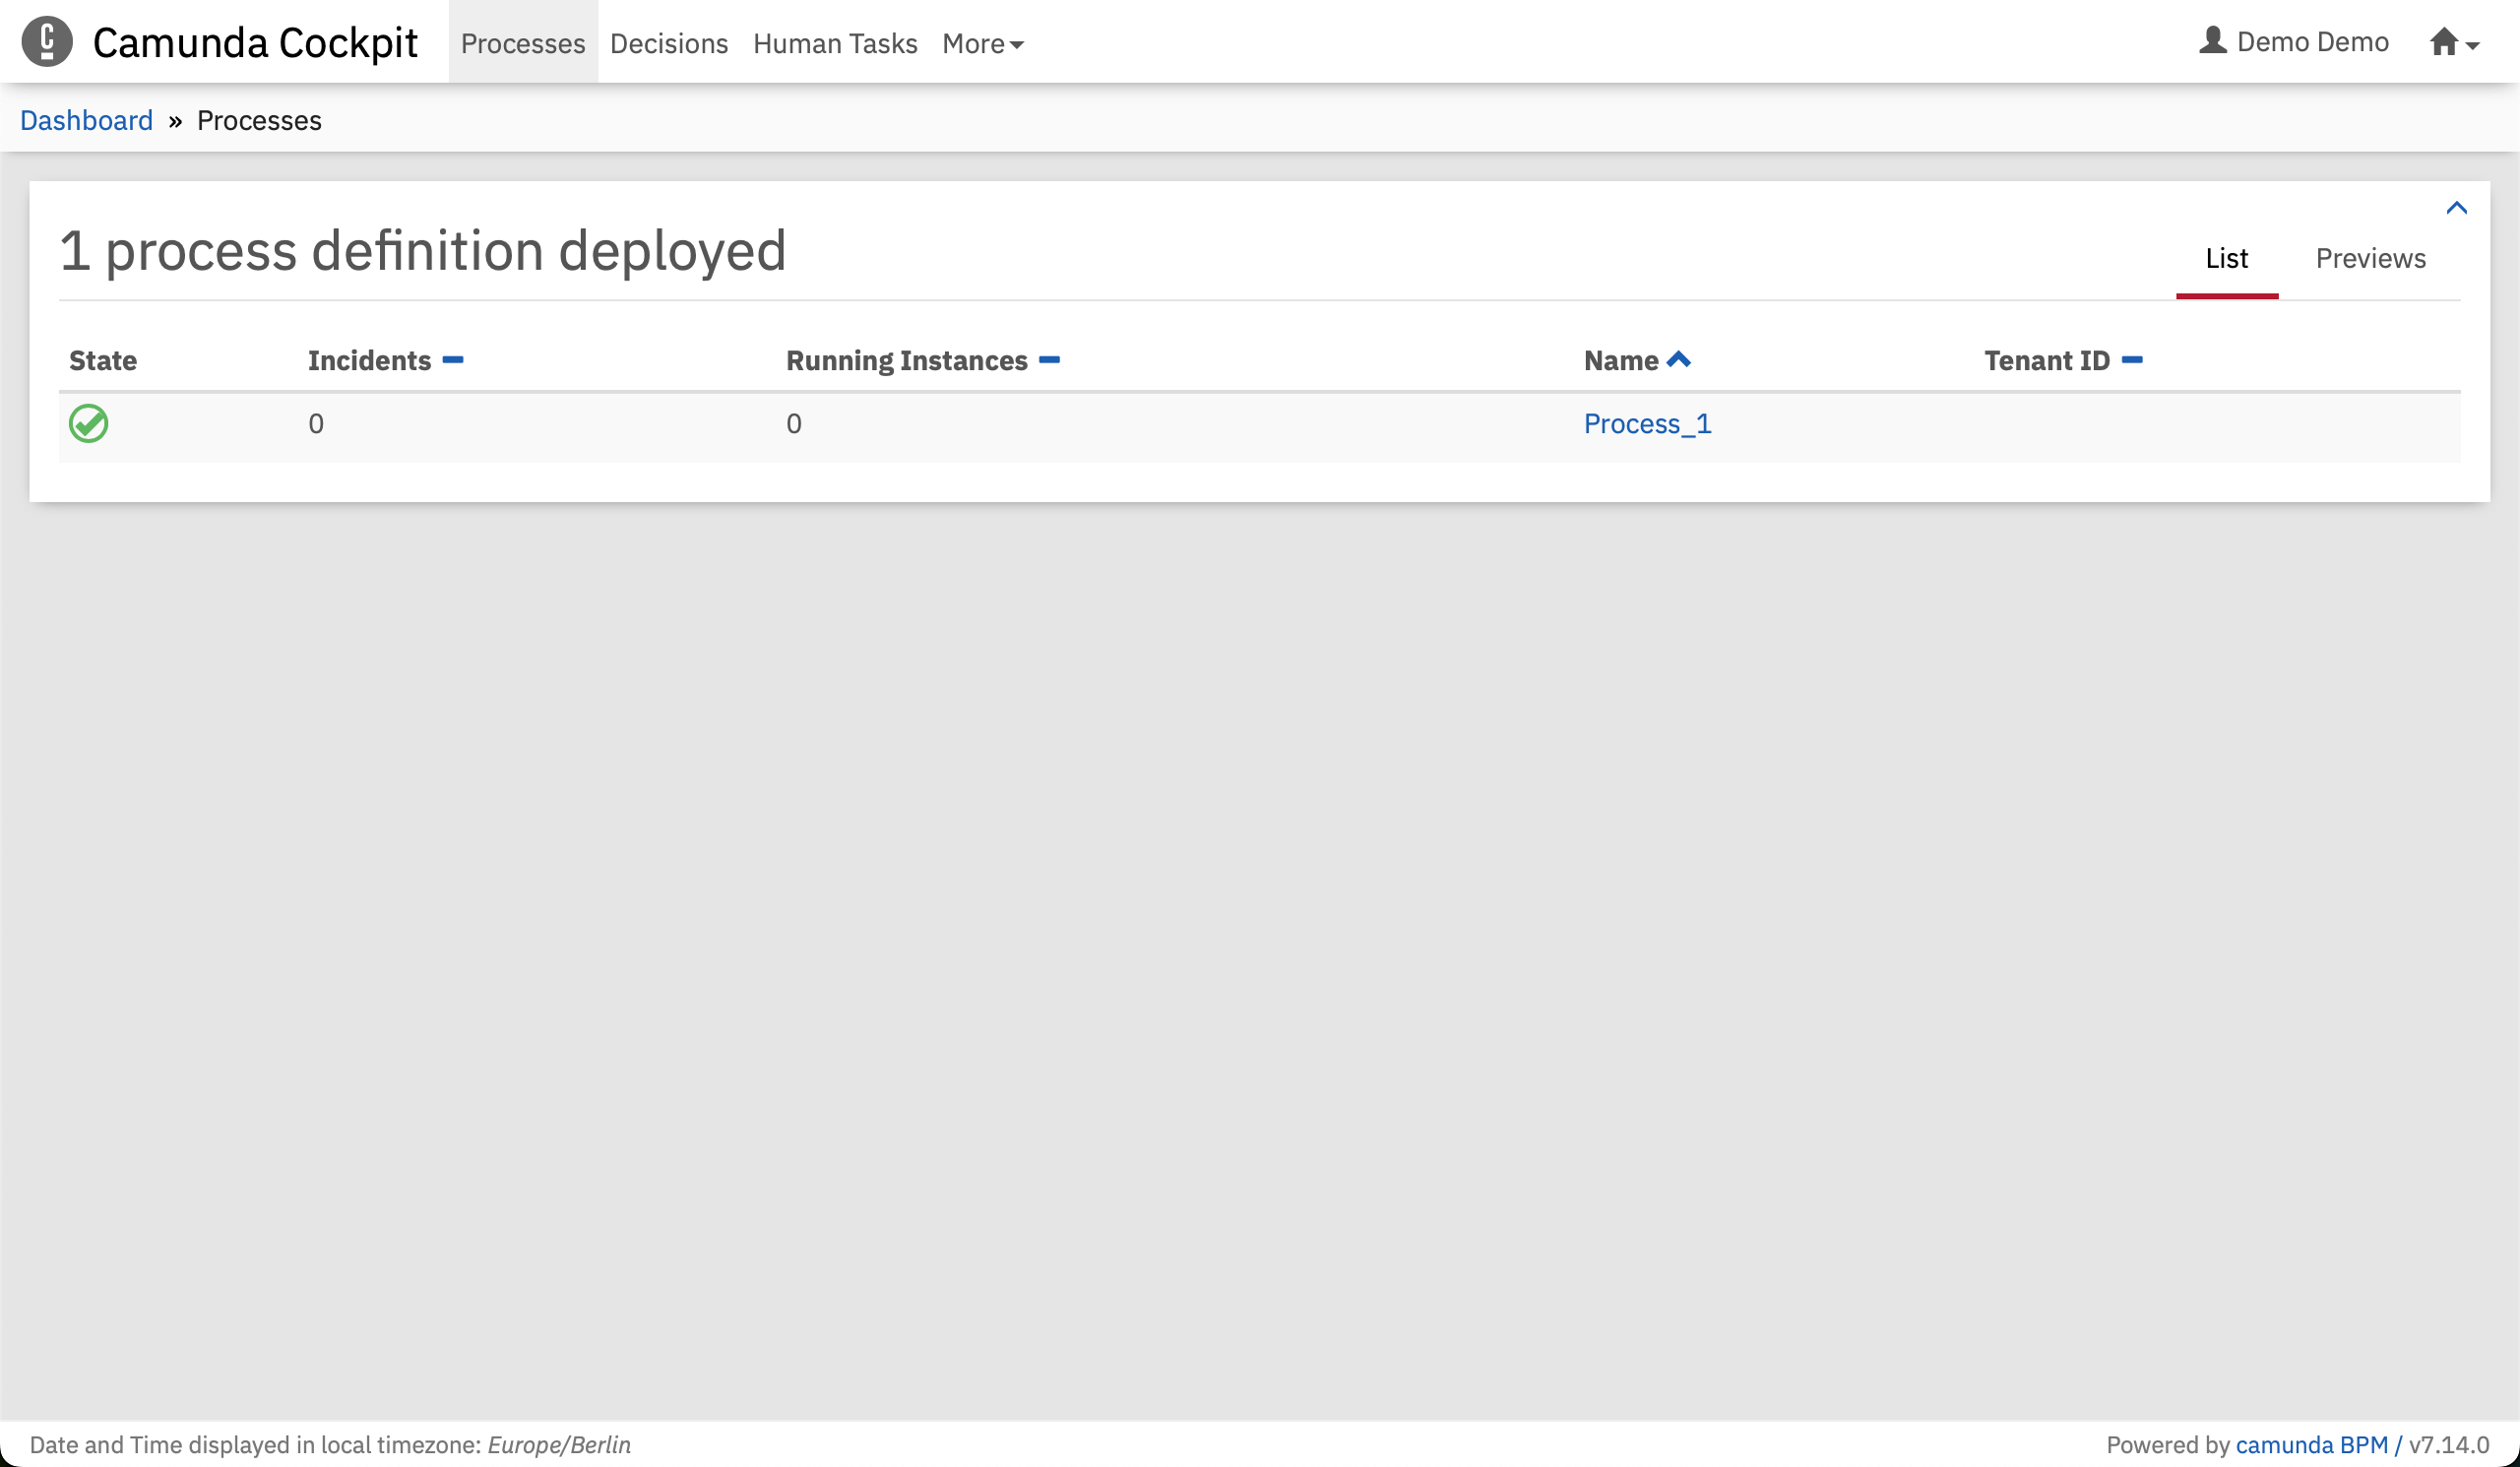 Camunda Cockpit Processes Decisions Human Tasks More Demo Demo
Dashboard » Processes
1 process definition deployed
List Previews
State Incidents Running Instances Name Tenant ID
0 0 Process_1
Date and Time displayed in local timezone: Europe/Berlin Powered by camunda BPM / v7.14.0